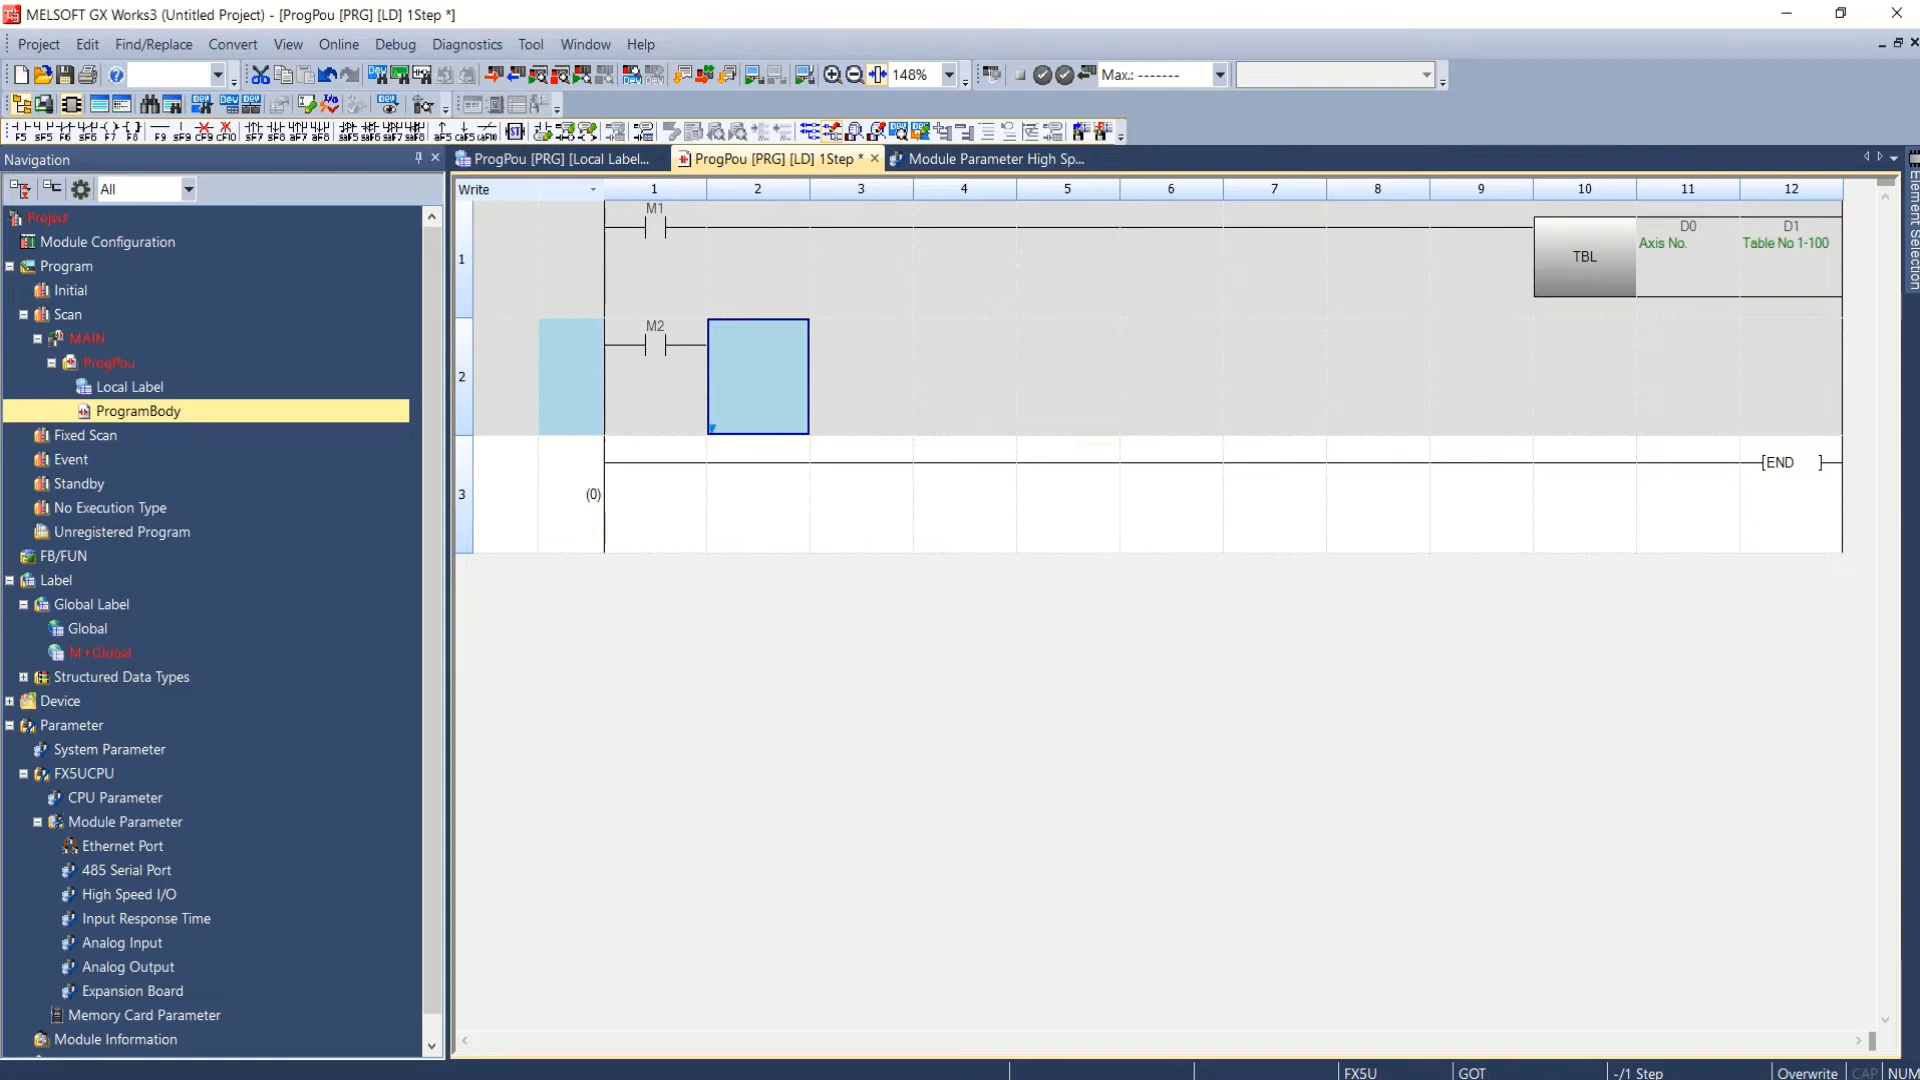 MELSOFT GX Works3 (Untitled Project) - [ProgPou [PRG] [LD] 1Step *]
Project Edit Find/Replace Convert View Online Debug Diagnostics Tool Window Help
148% Max.: -------
Navigation
ProgPou [PRG] [Local Label... ProgPou [PRG] [LD] 1Step * Module Parameter High Sp...
All
Write 1 2 3 4 5 6 7 8 9 10 11 12
Project
Module Configuration
Program
Initial
Scan
MAIN
ProgPou
Local Label
ProgramBody
Fixed Scan
Event
Standby
No Execution Type
Unregistered Program
FB/FUN
Label
Global Label
Global
M+Global
Structured Data Types
Device
Parameter
System Parameter
FX5UCPU
CPU Parameter
Module Parameter
Ethernet Port
485 Serial Port
High Speed I/O
Input Response Time
Analog Input
Analog Output
Expansion Board
Memory Card Parameter
Module Information
M1
1
TBL
D0
Axis No.
D1
Table No 1-100
M2
2
[END ]
3
(0)
Element Selection
FX5U GOT -/1 Step Overwrite CAP NUM